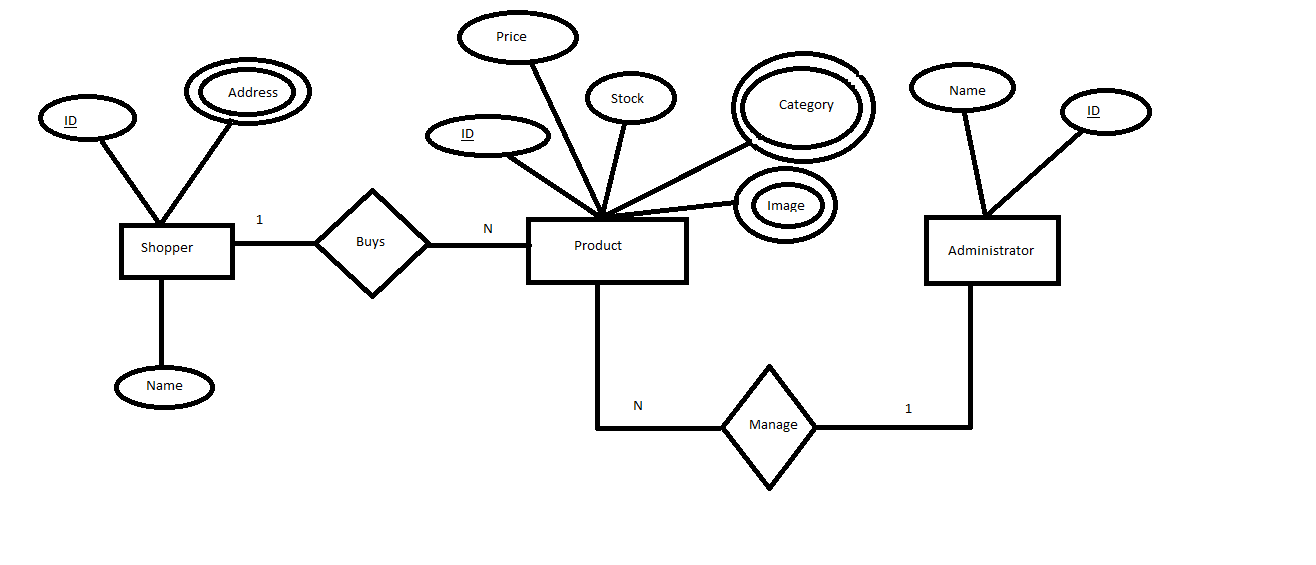 Price
Address
Stock
Category
Name
ID
ID
ID
Image
1
N
Shopper
Buys
Product
Administrator
Name
N
1
Manage